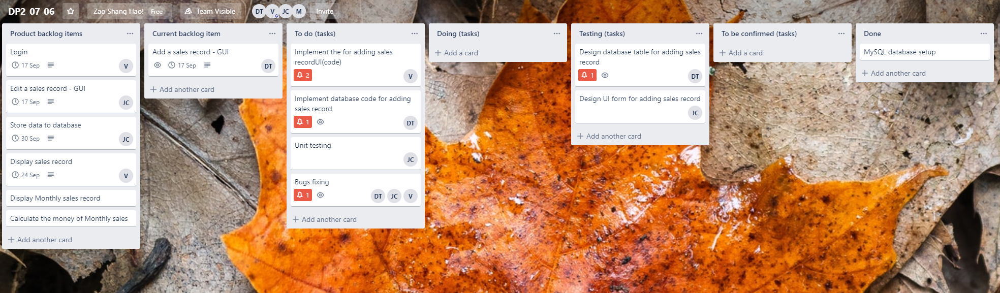 DP2_07_06
Zao Shang Hao! Free
Team Visible
DT V JC M
Invite
Product backlog items
Login
17 Sep
V
Edit a sales record - GUI
17 Sep
JC
Store data to database
30 Sep
JC
Display sales record
24 Sep
V
Display Monthly sales record
Calculate the money of Monthly sales
+ Add another card
Current backlog item
Add a sales record - GUI
17 Sep
DT
+ Add another card
To do (tasks)
Implement the for adding sales
recordUI(code)
2
V
Implement database code for adding
sales record
1
DT
Unit testing
JC
Bugs fixing
1
DT JC V
+ Add another card
Doing (tasks)
+ Add a card
Testing (tasks)
Design database table for adding sales
record
1
DT
Design UI form for adding sales record
JC
+ Add another card
To be confirmed (tasks)
+ Add a card
Done
MySQL database setup
+ Add another card